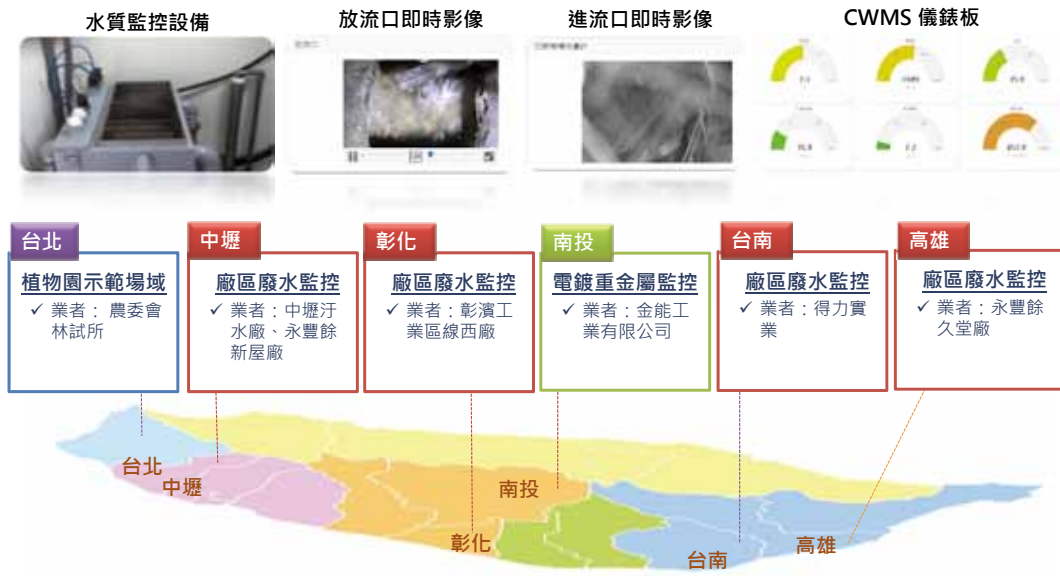 水質監控設備
放流口即時影像
進流口即時影像
CWMS 儀錶板
放流口
台北
植物園示範場域
✓ 業者： 農委會
林試所
中壢
廠區廢水監控
✓ 業者：中壢汙
水廠、永豐餘
新屋廠
彰化
廠區廢水監控
✓ 業者：彰濱工
業區線西廠
南投
電鍍重金屬監控
✓ 業者：金能工
業有限公司
台南
廠區廢水監控
✓ 業者：得力實
業
高雄
廠區廢水監控
✓ 業者：永豐餘
久堂廠
台北
中壢
南投
彰化
台南
高雄